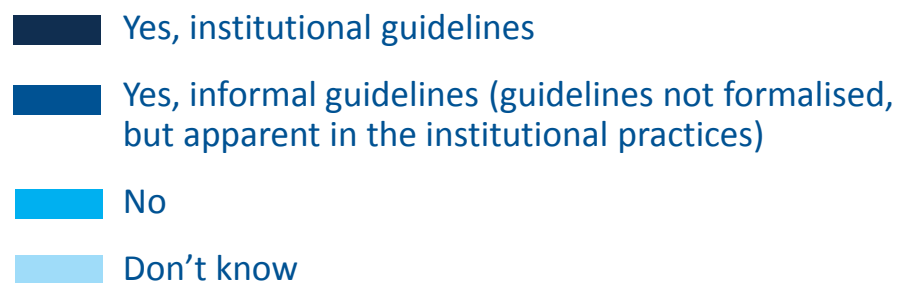 Yes, institutional guidelines
Yes, informal guidelines (guidelines not formalised,
but apparent in the institutional practices)
No
Don’t know